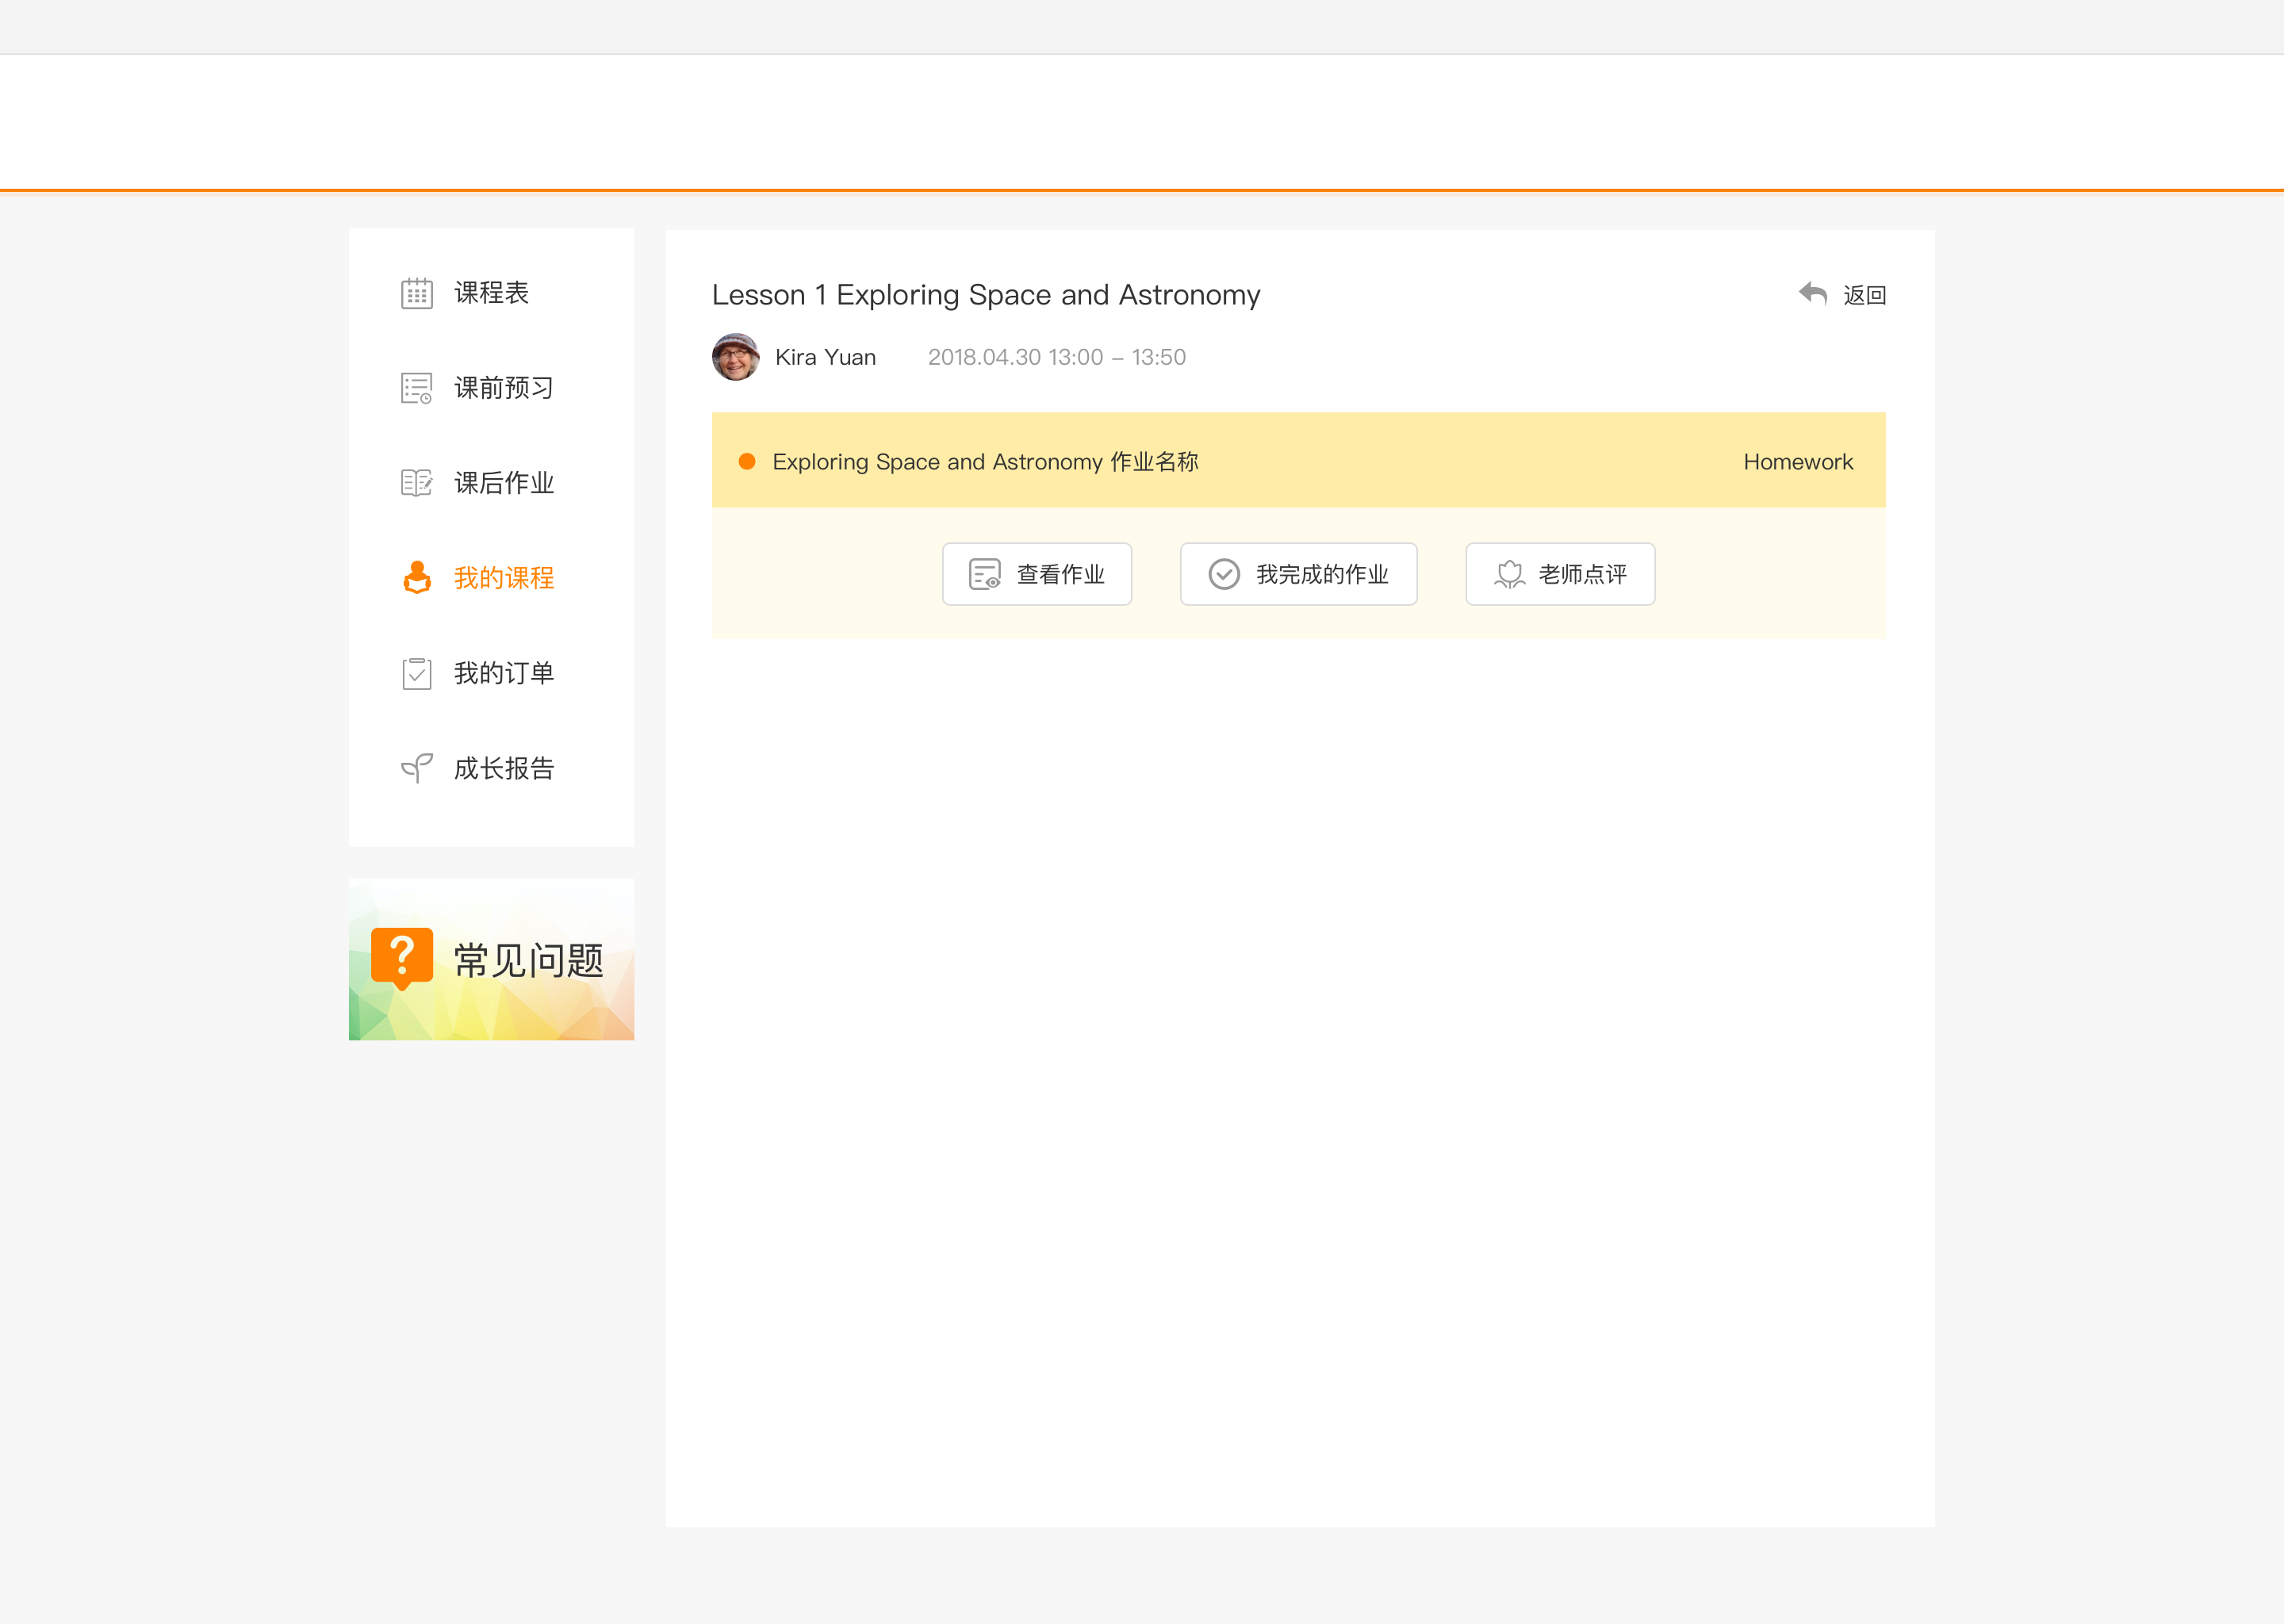 课程表
课前预习
课后作业
我的课程
我的订单
成长报告
常见问题
Lesson 1 Exploring Space and Astronomy
返回
Kira Yuan 2018.04.30 13:00 – 13:50
Exploring Space and Astronomy 作业名称 Homework
查看作业 我完成的作业 老师点评